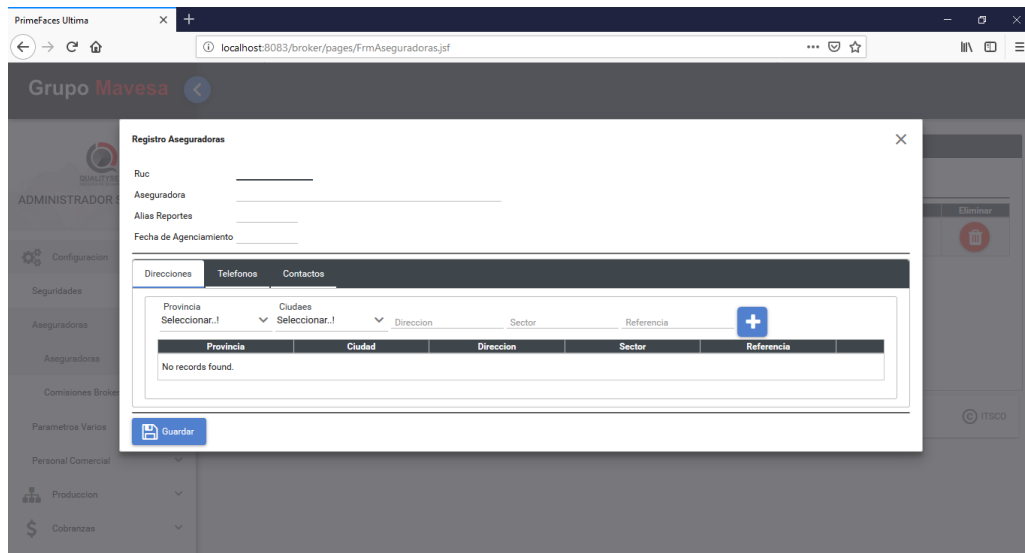 PrimeFaces Ultima
localhost:8083/broker/pages/FrmAseguradoras.jsf
Grupo Mavesa
ADMINISTRADOR S
Configuracion
Seguridades
Aseguradoras
Aseguradoras
Comisiones Broker
Parametros Varios
Personal Comercial
Produccion
Cobranzas
Registro Aseguradoras
Ruc
Aseguradora
Alias Reportes
Fecha de Agenciamiento
Direcciones Telefonos Contactos
Provincia Ciudaes
Seleccionar..! Seleccionar..! Direccion Sector Referencia
Provincia Ciudad Direccion Sector Referencia
No records found.
Guardar
Eliminar
ITSCO